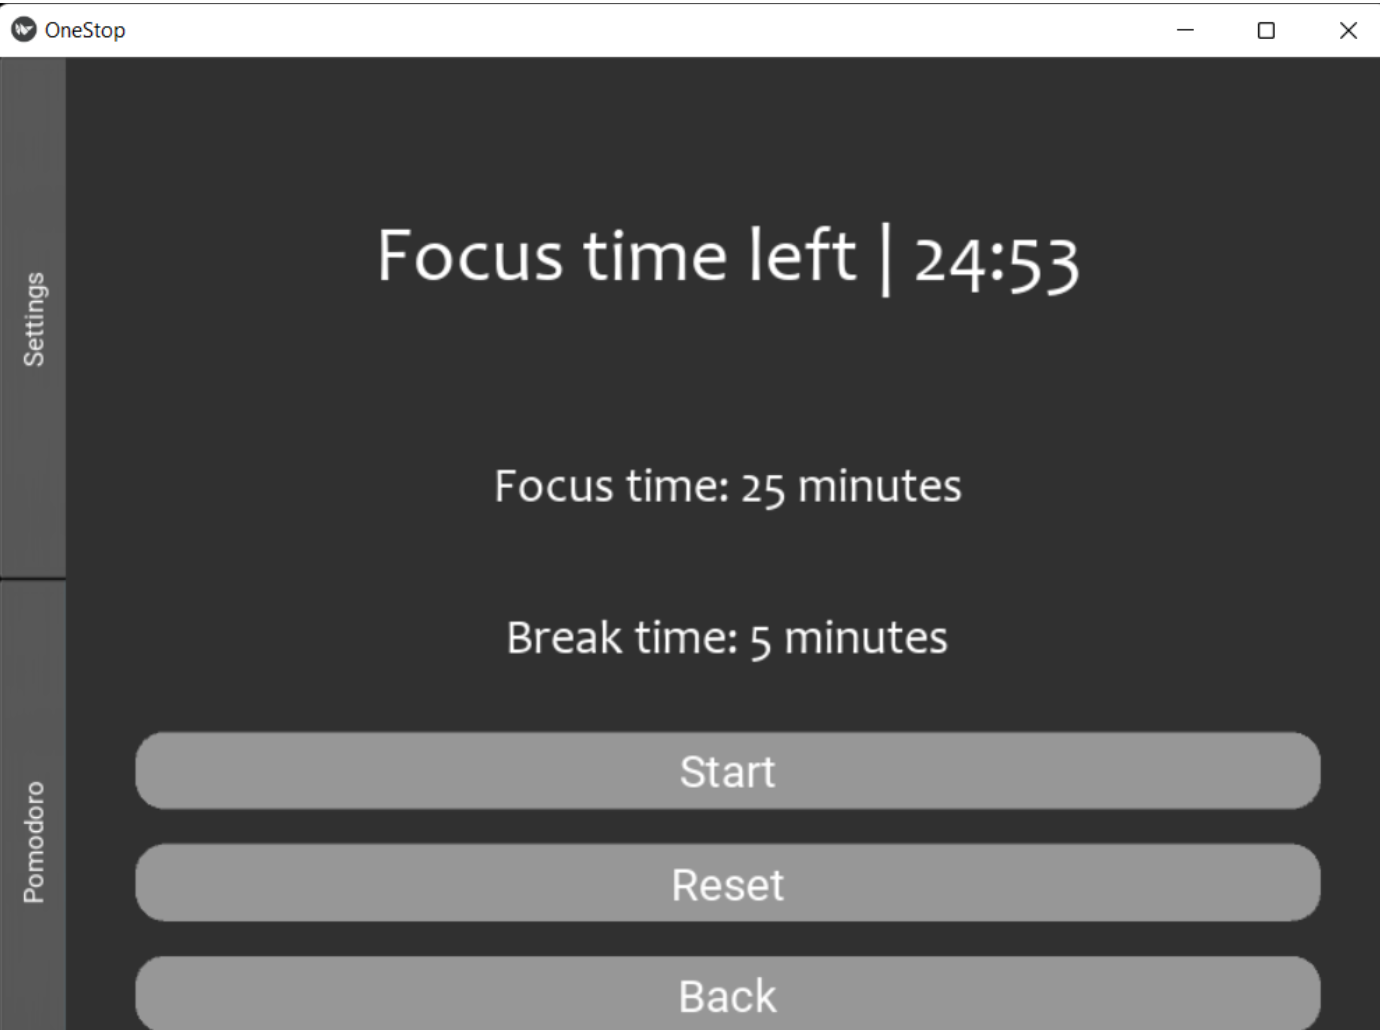 OneStop
Settings
Focus time left | 24:53
Focus time: 25 minutes
Break time: 5 minutes
Pomodoro
Start
Reset
Back